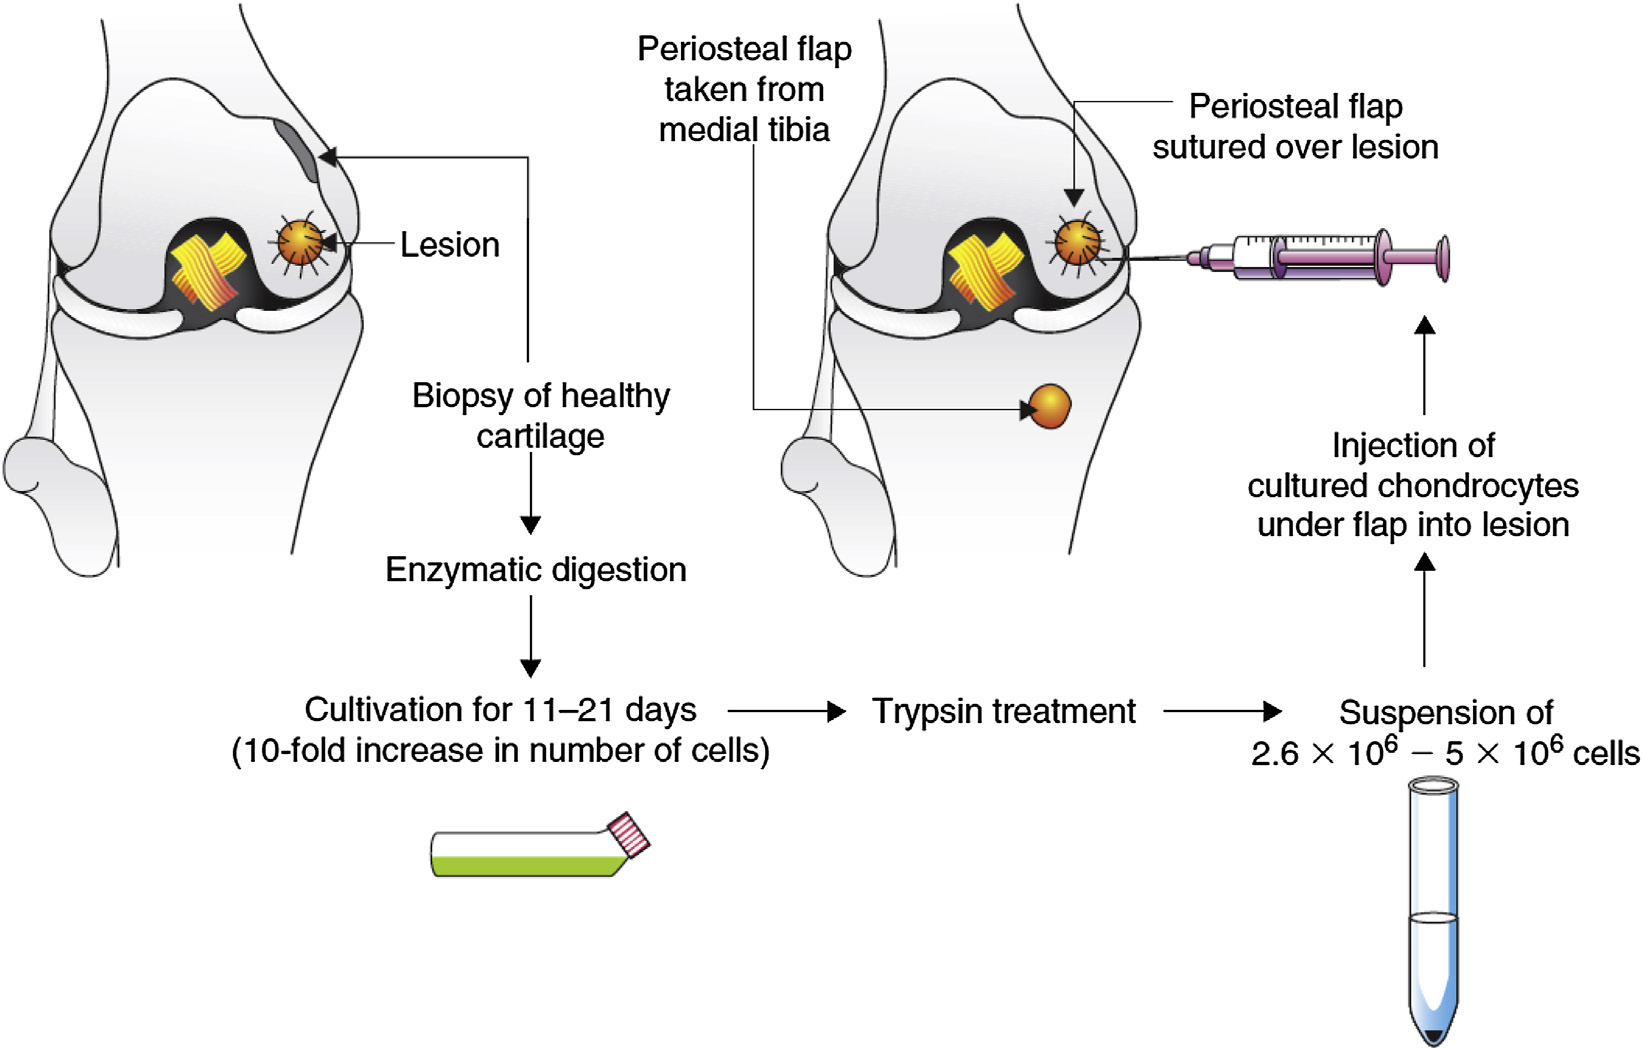 Periosteal flap
taken from
medial tibia
Periosteal flap
sutured over lesion
Lesion
Biopsy of healthy
cartilage
Enzymatic digestion
Cultivation for 11–21 days
(10-fold increase in number of cells)
Trypsin treatment
Suspension of
2.6 × 10⁶ – 5 × 10⁶ cells
Injection of
cultured chondrocytes
under flap into lesion